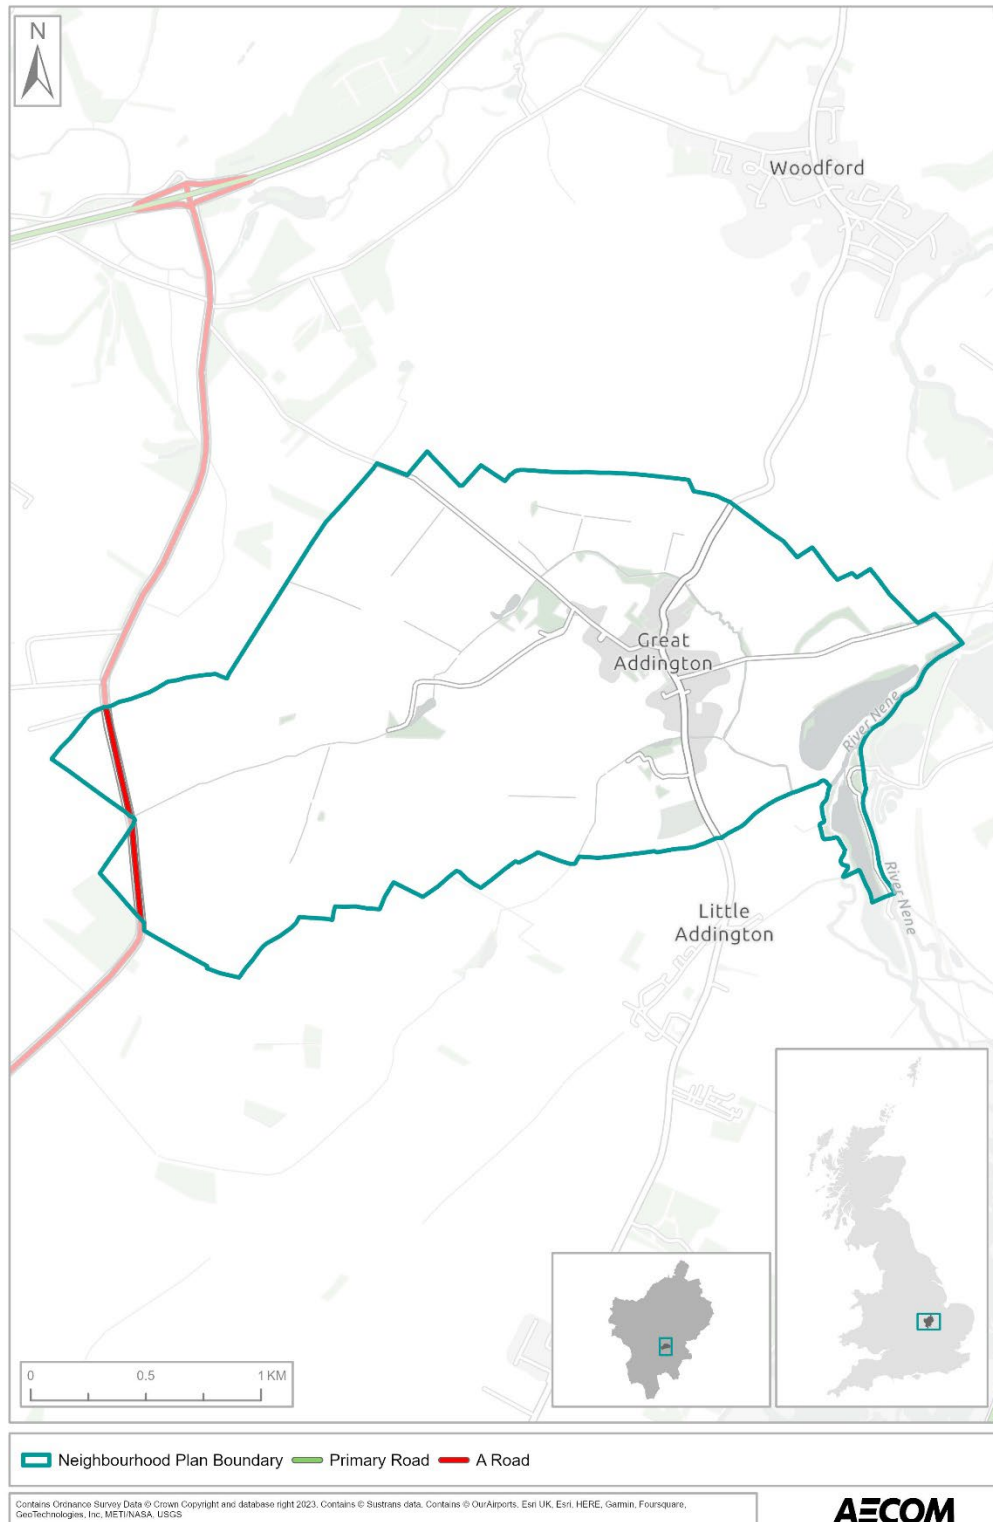 N
Woodford
Great
Addington
River Nene
River Nene
Little
Addington
0 0.5 1 KM
Neighbourhood Plan Boundary Primary Road A Road
Contains Ordnance Survey Data © Crown Copyright and database right 2023. Contains © Sustrans data. Contains © OurAirports. Esri UK, Esri, HERE, Garmin, Foursquare,
GeoTechnologies, Inc, METI/NASA, USGS
AECOM